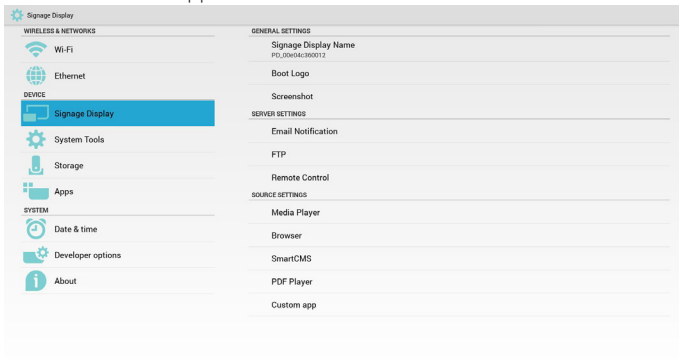 Signage Display
WIRELESS & NETWORKS
Wi-Fi
Ethernet
DEVICE
Signage Display
System Tools
Storage
Apps
SYSTEM
Date & time
Developer options
About
GENERAL SETTINGS
Signage Display Name
PD_00e04c360012
Boot Logo
Screenshot
SERVER SETTINGS
Email Notification
FTP
Remote Control
SOURCE SETTINGS
Media Player
Browser
SmartCMS
PDF Player
Custom app